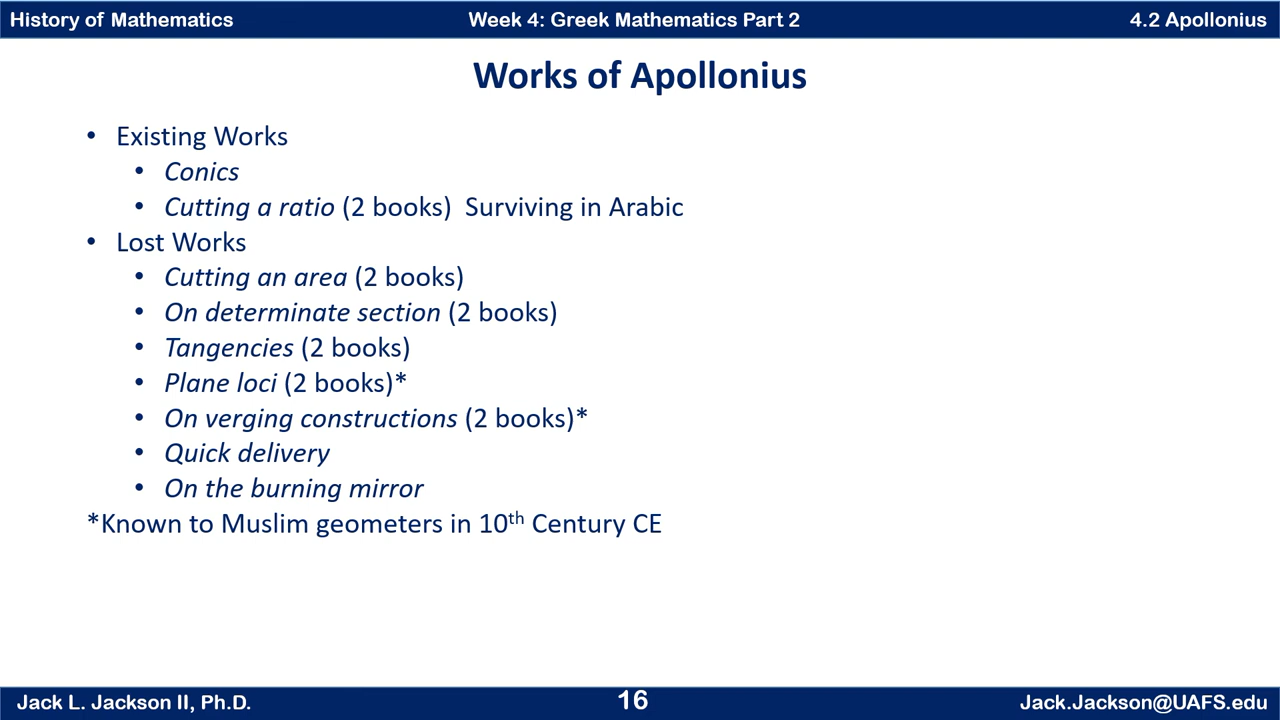 History of Mathematics
Week 4: Greek Mathematics Part 2
4.2 Apollonius
Works of Apollonius
• Existing Works
• Conics
• Cutting a ratio (2 books)  Surviving in Arabic
• Lost Works
• Cutting an area (2 books)
• On determinate section (2 books)
• Tangencies (2 books)
• Plane loci (2 books)*
• On verging constructions (2 books)*
• Quick delivery
• On the burning mirror
*Known to Muslim geometers in 10th Century CE
Jack L. Jackson II, Ph.D.
16
Jack.Jackson@UAFS.edu